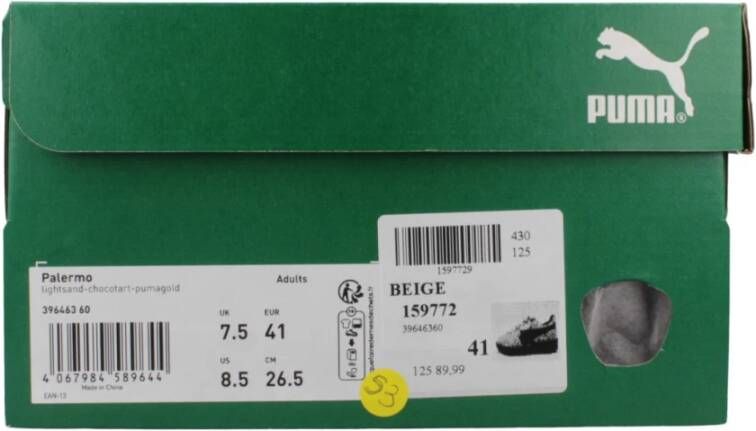 PUMA®
Palermo
Adults
lightsand-chocotart-pumagold
396463 60
UK
EUR
7.5
41
US
CM
8.5
26.5
4 067984 589644
Made in China
EAN-13
430
125
1597729
BEIGE
159772
39646360
41
125 89,99
S3